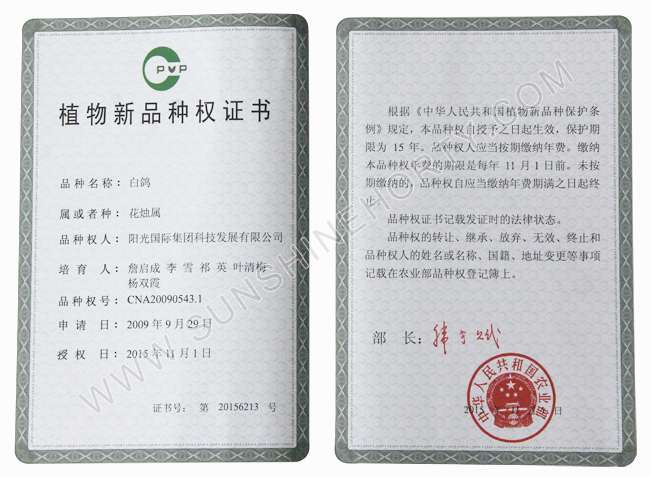 PVP
植物新品种权证书
品种名称：白鸽
属或者种：花烛属
品种权人：阳光国际集团科技发展有限公司
培育人：詹启成 李雪 祁英 叶清梅
杨双霞
品种权号：CNA20090543.1
申请日：2009年9月29日
授权日：2015年11月1日
证书号：第 20156213 号
根据《中华人民共和国植物新品种保护条
例》规定，本品种权自授予之日起生效，保护期
限为 15 年。品种权人应当按期缴纳年费。缴纳
本品种权年费的期限是每年 11 月 1 日前。未按
期缴纳的，品种权自应当缴纳年费期满之日起终
止。
品种权证书记载发证时的法律状态。
品种权的转让、继承、放弃、无效、终止和
品种权人的姓名或名称、国籍、地址变更等事项
记载在农业部品种权登记簿上。
部长：
中华人民共和国农业部
2015 日
WWW.SUNSHINEHORTY.COM